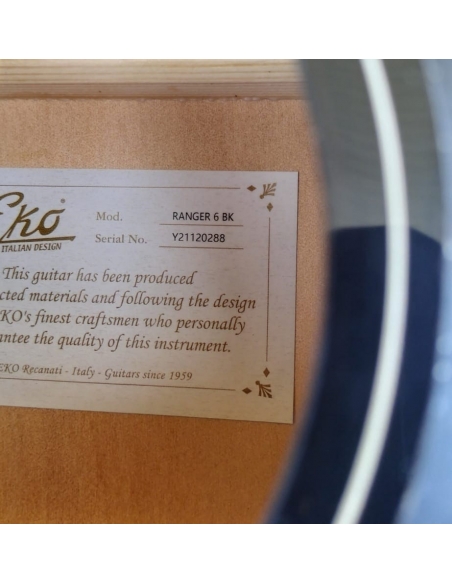 Eko
ITALIAN DESIGN
Mod. RANGER 6 BK
Serial No. Y21120288
This guitar has been produced
cted materials and following the design
KO's finest craftsmen who personally
antee the quality of this instrument.
EKO Recanati - Italy - Guitars since 1959